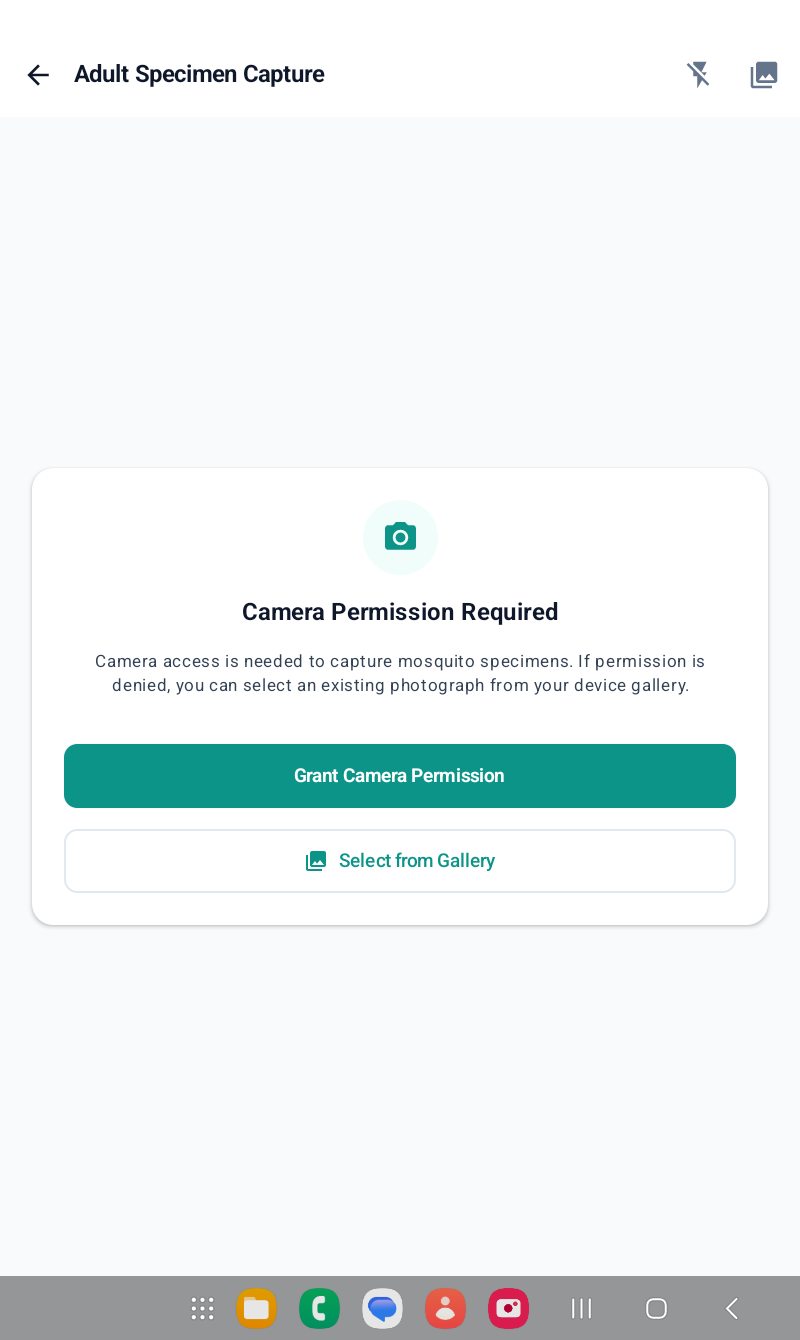 Adult Specimen Capture
Camera Permission Required
Camera access is needed to capture mosquito specimens. If permission is
denied, you can select an existing photograph from your device gallery.
Grant Camera Permission
Select from Gallery